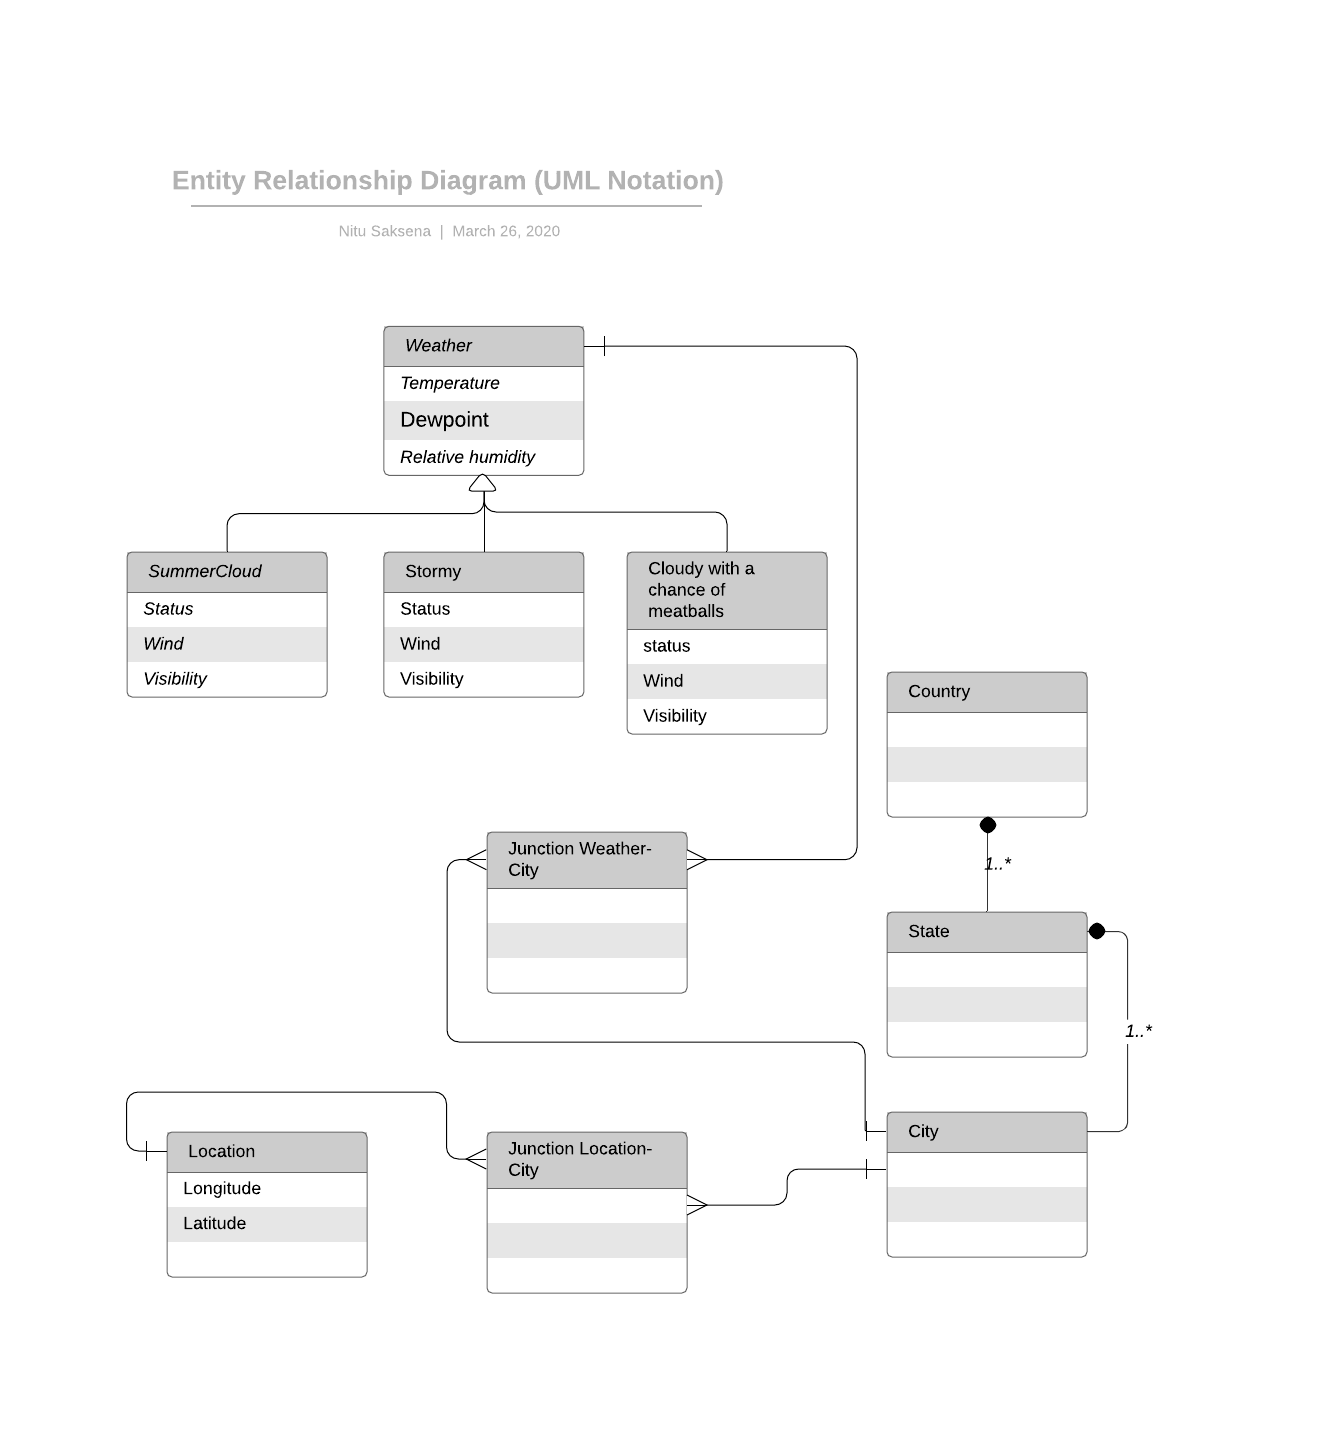 Entity Relationship Diagram (UML Notation)
Nitu Saksena | March 26, 2020
Weather
Temperature
Dewpoint
Relative humidity
SummerCloud
Status
Wind
Visibility
Stormy
Status
Wind
Visibility
Cloudy with a
chance of
meatballs
status
Wind
Visibility
Country
1..*
Junction Weather-
City
State
1..*
Location
Longitude
Latitude
Junction Location-
City
City